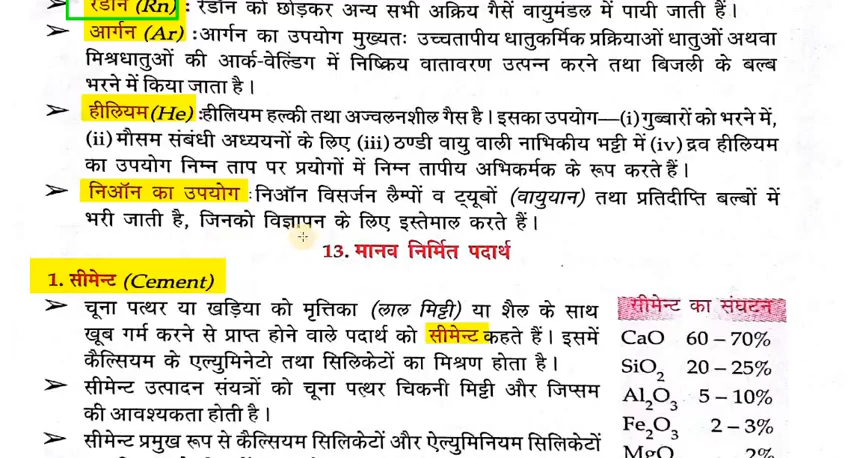 ➢ रेडॉन (Rn) : रेडॉन को छोड़कर अन्य सभी अक्रिय गैसें वायुमंडल में पायी जाती हैं।
➢ आर्गन (Ar) :आर्गन का उपयोग मुख्यतः उच्चतापीय धातुकर्मिक प्रक्रियाओं धातुओं अथवा
मिश्रधातुओं की आर्क-वेल्डिंग में निष्क्रिय वातावरण उत्पन्न करने तथा बिजली के बल्ब
भरने में किया जाता है।
➢ हीलियम(He) :हीलियम हल्की तथा अज्वलनशील गैस है। इसका उपयोग—(i)गुब्बारों को भरने में,
(ii) मौसम संबंधी अध्ययनों के लिए (iii) ठण्डी वायु वाली नाभिकीय भट्टी में (iv) द्रव हीलियम
का उपयोग निम्न ताप पर प्रयोगों में निम्न तापीय अभिकर्मक के रूप करते हैं।
➢ निऑन का उपयोग :निऑन विसर्जन लैम्पों व ट्यूबों (वायुयान) तथा प्रतिदीप्ति बल्बों में
भरी जाती है, जिनको विज्ञापन के लिए इस्तेमाल करते हैं।
13. मानव निर्मित पदार्थ
1. सीमेन्ट (Cement)
➢ चूना पत्थर या खड़िया को मृत्तिका (लाल मिट्टी) या शैल के साथ
खूब गर्म करने से प्राप्त होने वाले पदार्थ को सीमेन्ट कहते हैं। इसमें
कैल्सियम के एल्युमिनेटो तथा सिलिकेटों का मिश्रण होता है।
➢ सीमेन्ट उत्पादन संयत्रों को चूना पत्थर चिकनी मिट्टी और जिप्सम
की आवश्यकता होती है।
➢ सीमेन्ट प्रमुख रूप से कैल्सियम सिलिकेटों और ऐल्युमिनियम सिलिकेटों
सीमेन्ट का संघटन
CaO 60 – 70%
SiO₂ 20 – 25%
Al₂O₃ 5 – 10%
Fe₂O₃ 2 – 3%
MgO 2%